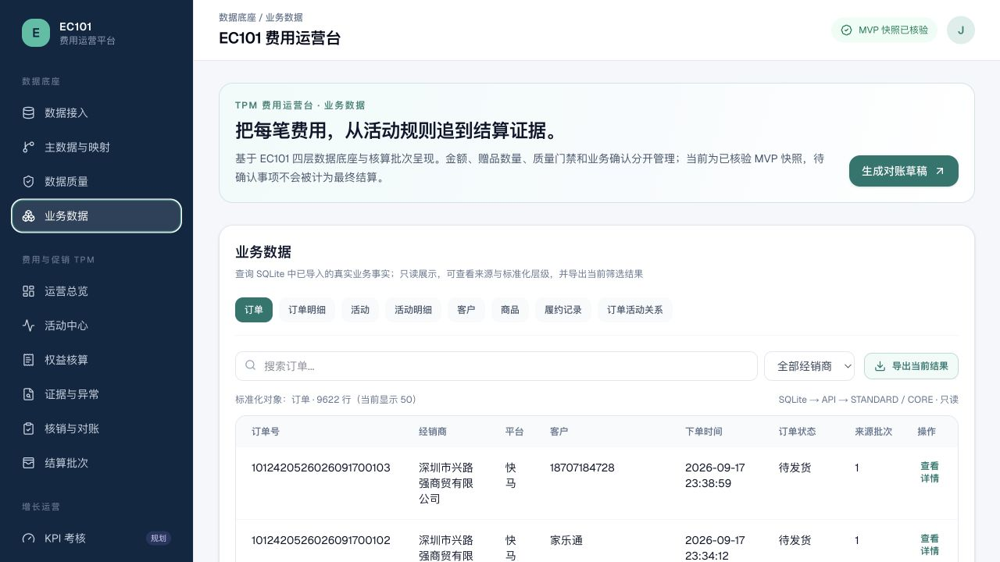 E
EC101
费用运营平台
数据底座
数据接入
主数据与映射
数据质量
业务数据
费用与促销 TPM
运营总览
活动中心
权益核算
证据与异常
核销与对账
结算批次
增长运营
KPI 考核
规划
数据底座 / 业务数据
EC101 费用运营台
MVP 快照已核验
J
TPM 费用运营台 · 业务数据
把每笔费用，从活动规则追到结算证据。
基于 EC101 四层数据底座与核算批次呈现。金额、赠品数量、质量门禁和业务确认分开管理；当前为已核验 MVP 快照，待
确认事项不会被计为最终结算。
生成对账草稿
业务数据
查询 SQLite 中已导入的真实业务事实；只读展示，可查看来源与标准化层级，并导出当前筛选结果
订单 订单明细 活动 活动明细 客户 商品 履约记录 订单活动关系
搜索订单...
全部经销商
导出当前结果
标准化对象：订单 · 9622 行（当前显示 50）
SQLite → API → STANDARD / CORE · 只读
订单号 经销商 平台 客户 下单时间 订单状态 来源批次 操作
1012420526026091700103 深圳市兴路 快 18707184728 2026-09-17 待发货 1 查看
强商贸有限 马 23:38:59 详情
公司
1012420526026091700102 深圳市兴路 快 家乐通 2026-09-17 待发货 1 查看
强商贸有限 马 23:34:12 详情